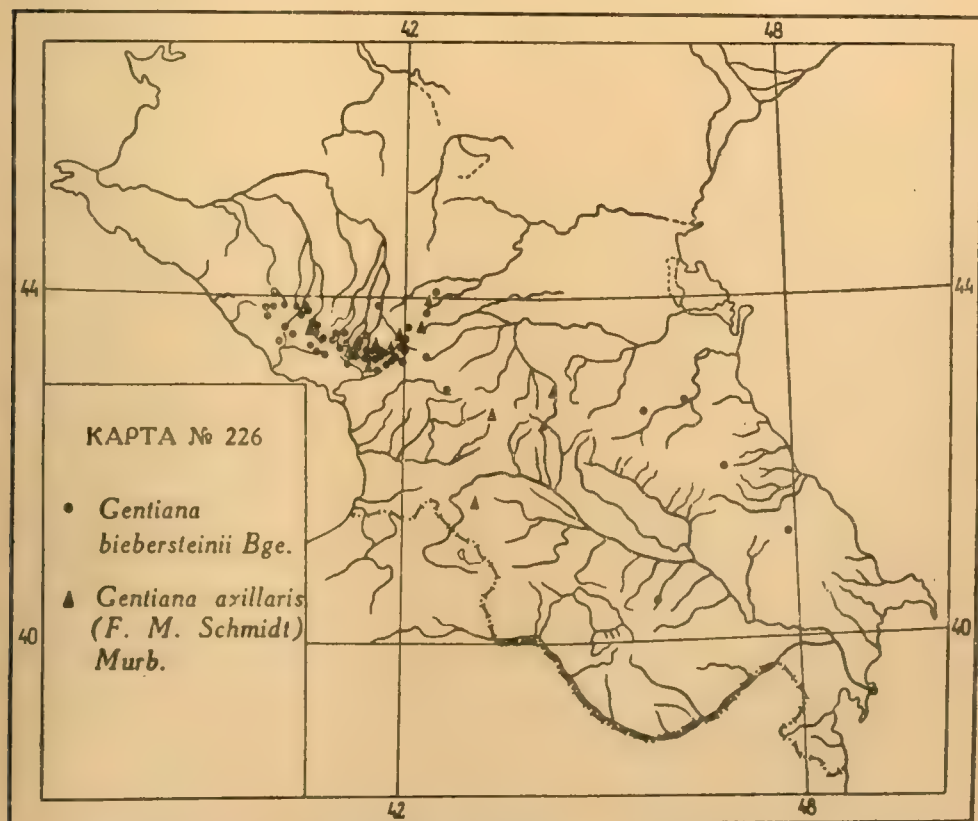 42 48
44 44
КАРТА № 226
Gentiana
biebersteinii Bge.
Gentiana axillaris
(F. M. Schmidt)
Murb.
40 40
42 48